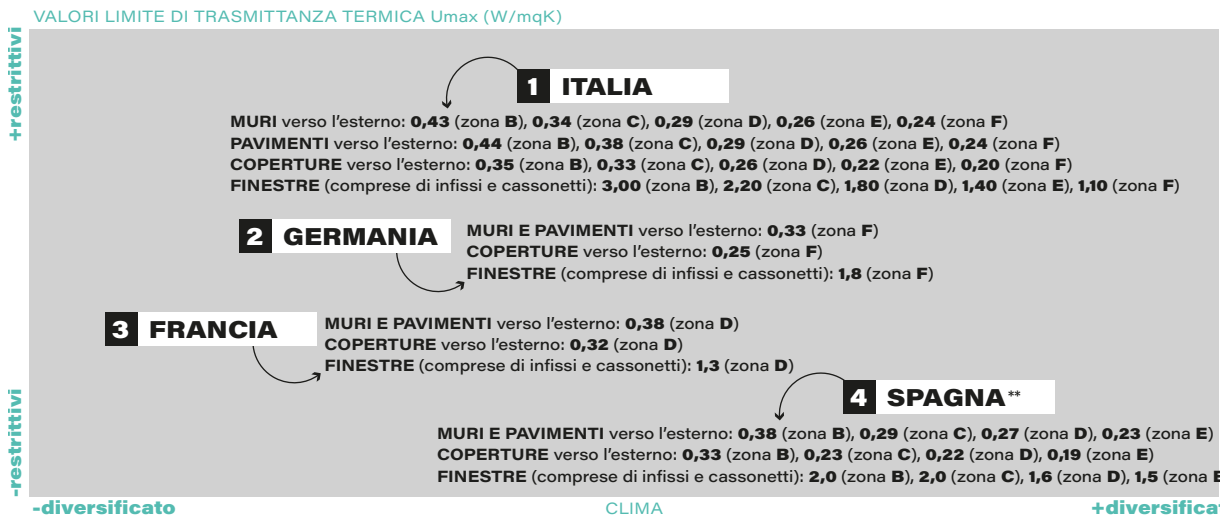 VALORI LIMITE DI TRASMITTANZA TERMICA Umax (W/mqK)
+restrittivi
1 ITALIA
MURI verso l'esterno: 0,43 (zona B), 0,34 (zona C), 0,29 (zona D), 0,26 (zona E), 0,24 (zona F)
PAVIMENTI verso l'esterno: 0,44 (zona B), 0,38 (zona C), 0,29 (zona D), 0,26 (zona E), 0,24 (zona F)
COPERTURE verso l'esterno: 0,35 (zona B), 0,33 (zona C), 0,26 (zona D), 0,22 (zona E), 0,20 (zona F)
FINESTRE (comprese di infissi e cassonetti): 3,00 (zona B), 2,20 (zona C), 1,80 (zona D), 1,40 (zona E), 1,10 (zona F)
2 GERMANIA
MURI E PAVIMENTI verso l'esterno: 0,33 (zona F)
COPERTURE verso l'esterno: 0,25 (zona F)
FINESTRE (comprese di infissi e cassonetti): 1,8 (zona F)
3 FRANCIA
MURI E PAVIMENTI verso l'esterno: 0,38 (zona D)
COPERTURE verso l'esterno: 0,32 (zona D)
FINESTRE (comprese di infissi e cassonetti): 1,3 (zona D)
4 SPAGNA**
MURI E PAVIMENTI verso l'esterno: 0,38 (zona B), 0,29 (zona C), 0,27 (zona D), 0,23 (zona E)
COPERTURE verso l'esterno: 0,33 (zona B), 0,23 (zona C), 0,22 (zona D), 0,19 (zona E)
FINESTRE (comprese di infissi e cassonetti): 2,0 (zona B), 2,0 (zona C), 1,6 (zona D), 1,5 (zona E
-restrittivi
-diversificato
CLIMA
+diversificat